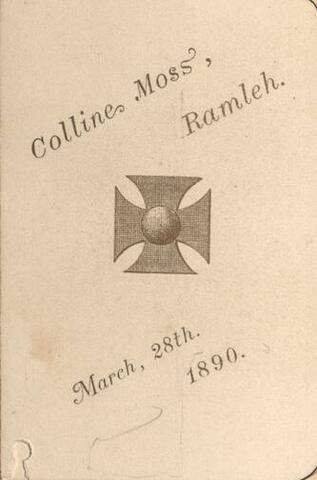 Colline Moss,
Ramleh.
March, 28th.
1890.